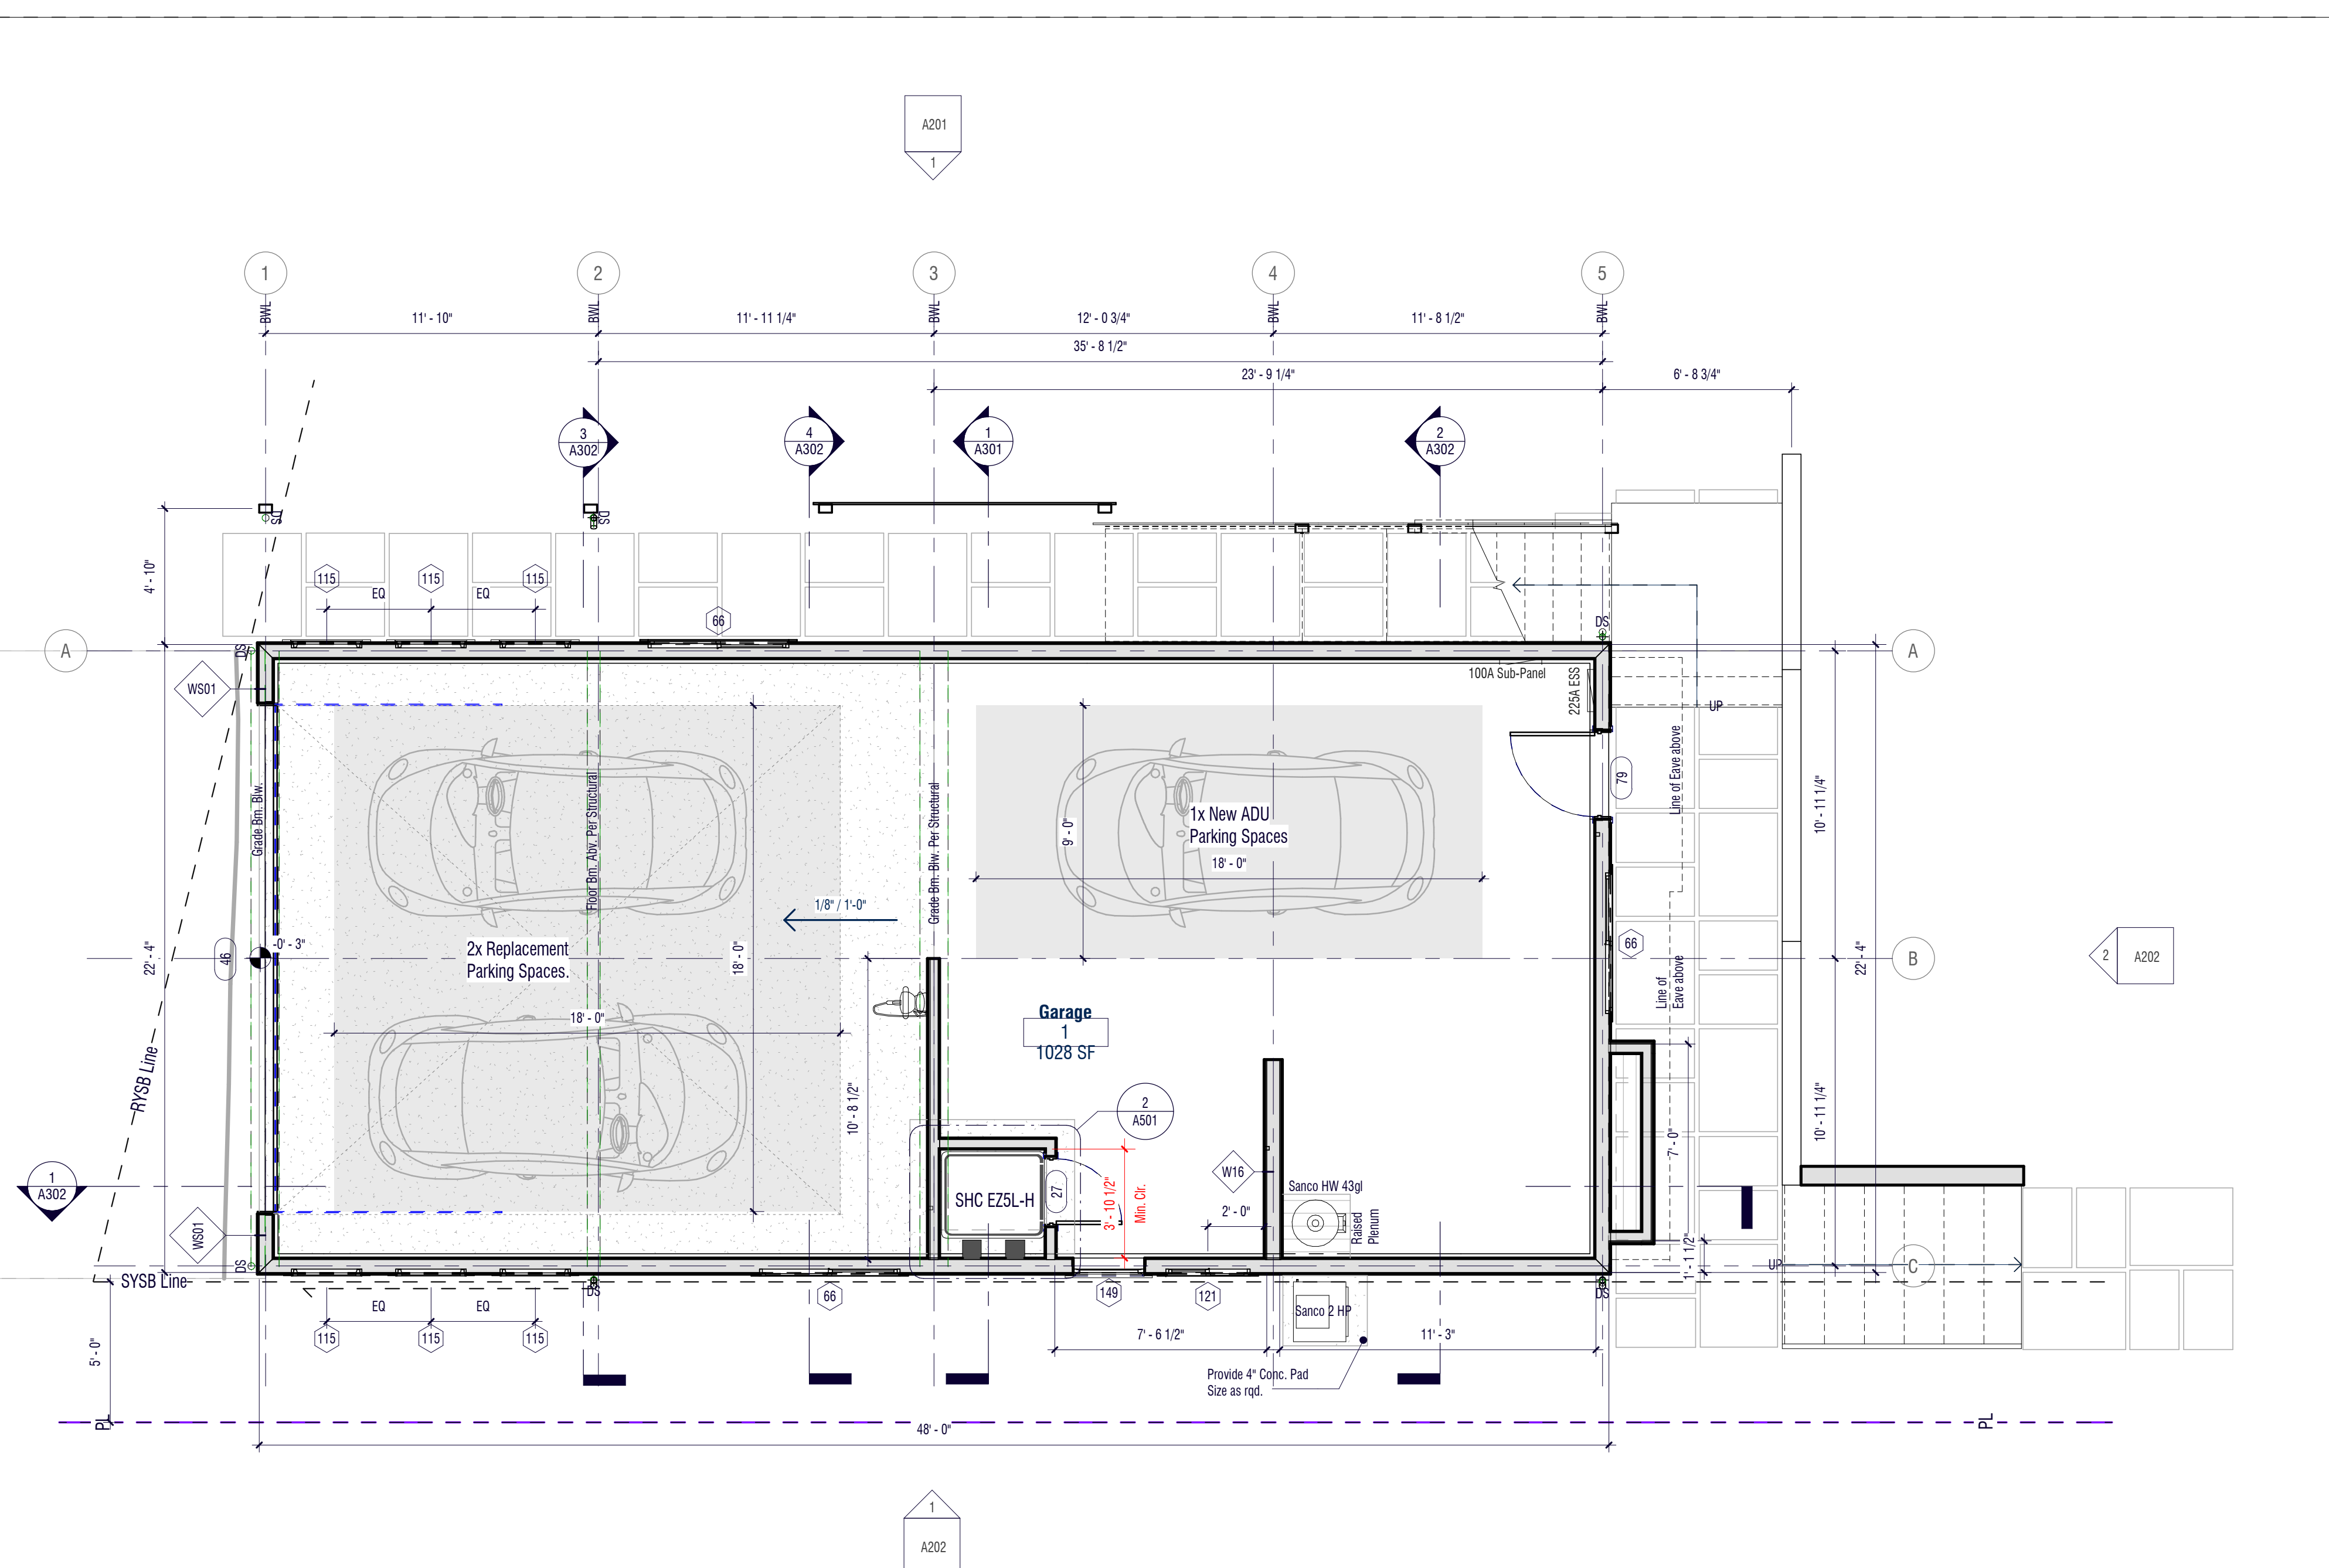 A201
1
1
2
3
4
5
BWL
BWL
BWL
BWL
BWL
11' - 10"
11' - 11 1/4"
12' - 0 3/4"
11' - 8 1/2"
35' - 8 1/2"
23' - 9 1/4"
6' - 8 3/4"
3
A302
4
A302
1
A301
2
A302
DS
DS
4' - 10"
115
115
115
EQ
EQ
66
DS
DS
A
A
WS01
100A Sub-Panel
225A ESS
UP
Line of Eave above
79
Grade Bm. Blw.
Floor Bm. Abv. Per Structural
Grade Bm. Blw. Per Structural
1x New ADU
Parking Spaces
9' - 0"
18' - 0"
10' - 11 1/4"
1/8" / 1'-0"
46
-0' - 3"
22' - 4"
2x Replacement
Parking Spaces.
18' - 0"
18' - 0"
66
Line of
Eave above
22' - 4"
B
2
A202
Garage
1
1028 SF
RYSB Line
10' - 8 1/2"
2
A501
7' - 0"
10' - 11 1/4"
1
A302
SHC EZ5L-H
27
3' - 10 1/2"
Min. Clr.
W16
Sanco HW 43gl
Raised
Plenum
2' - 0"
WS01
DS
1' - 1 1/2"
UP
C
SYSB Line
DS
DS
EQ
EQ
66
149
121
Sanco 2 HP
115
115
115
5' - 0"
7' - 6 1/2"
11' - 3"
Provide 4" Conc. Pad
Size as rqd.
PL
PL
48' - 0"
1
A202